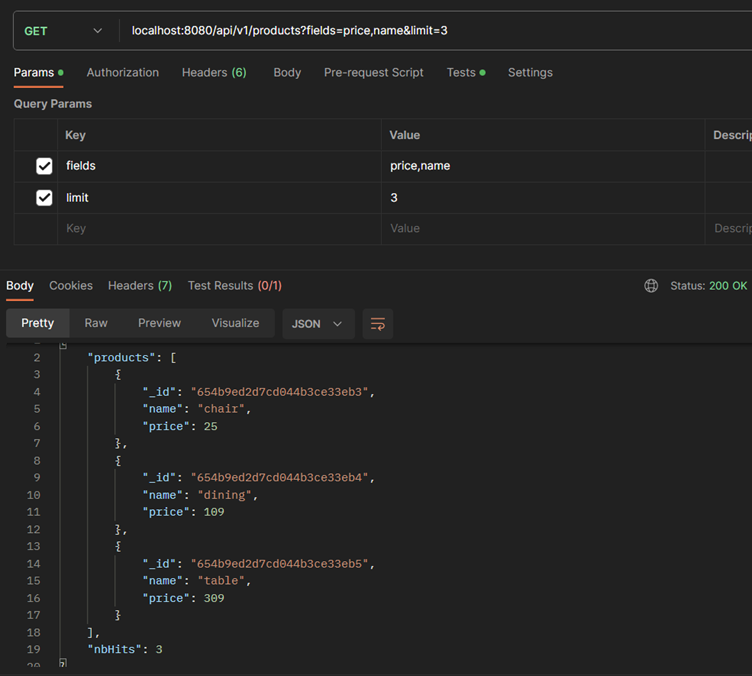 GET localhost:8080/api/v1/products?fields=price,name&limit=3
Params Authorization Headers (6) Body Pre-request Script Tests Settings
Query Params
Key Value Descrip
fields price,name
limit 3
Key Value Descrip
Body Cookies Headers (7) Test Results (0/1) Status: 200 OK
Pretty Raw Preview Visualize JSON
2 "products": [
3 {
4 "_id": "654b9ed2d7cd044b3ce33eb3",
5 "name": "chair",
6 "price": 25
7 },
8 {
9 "_id": "654b9ed2d7cd044b3ce33eb4",
10 "name": "dining",
11 "price": 109
12 },
13 {
14 "_id": "654b9ed2d7cd044b3ce33eb5",
15 "name": "table",
16 "price": 309
17 }
18 ],
19 "nbHits": 3
20 }